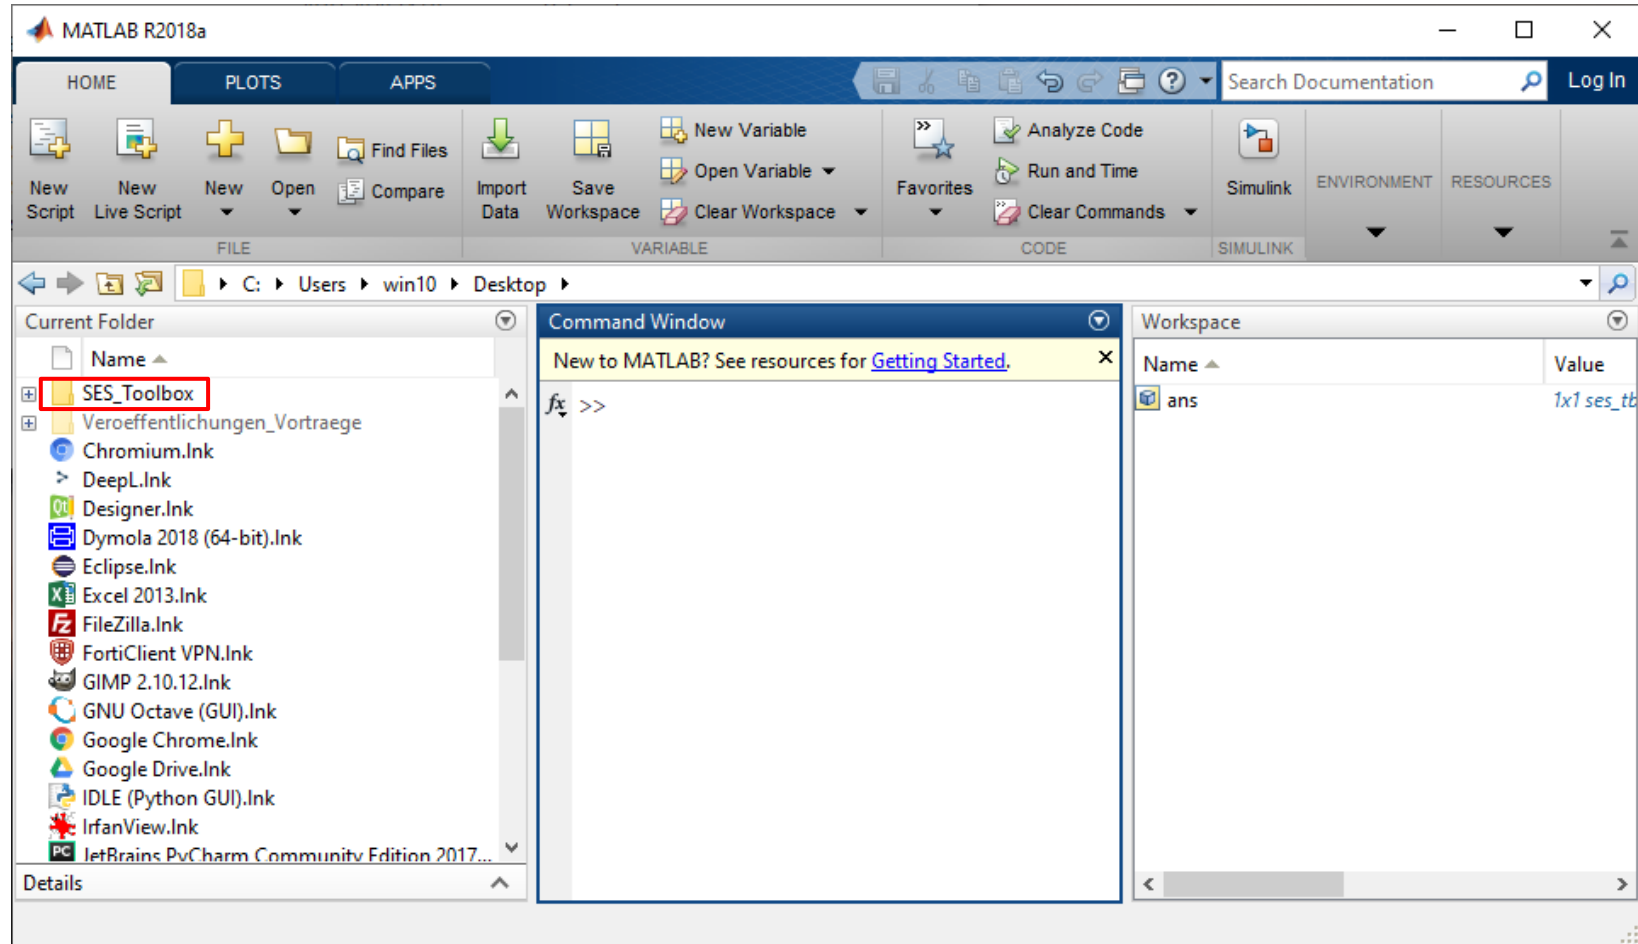 MATLAB R2018a
HOME PLOTS APPS Search Documentation Log In
New Script
New Live Script
New
Open
Find Files
Compare
Import Data
Save Workspace
New Variable
Open Variable
Clear Workspace
Favorites
Analyze Code
Run and Time
Clear Commands
Simulink
ENVIRONMENT
RESOURCES
FILE VARIABLE CODE SIMULINK
C: Users win10 Desktop
Current Folder
Name
SES_Toolbox
Veroeffentlichungen_Vortraege
Chromium.lnk
DeepL.lnk
Designer.lnk
Dymola 2018 (64-bit).lnk
Eclipse.lnk
Excel 2013.lnk
FileZilla.lnk
FortiClient VPN.lnk
GIMP 2.10.12.lnk
GNU Octave (GUI).lnk
Google Chrome.lnk
Google Drive.lnk
IDLE (Python GUI).lnk
IrfanView.lnk
JetBrains PyCharm Community Edition 2017...
Details
Command Window
New to MATLAB? See resources for Getting Started.
fx >>
Workspace
Name Value
ans 1x1 ses_tb